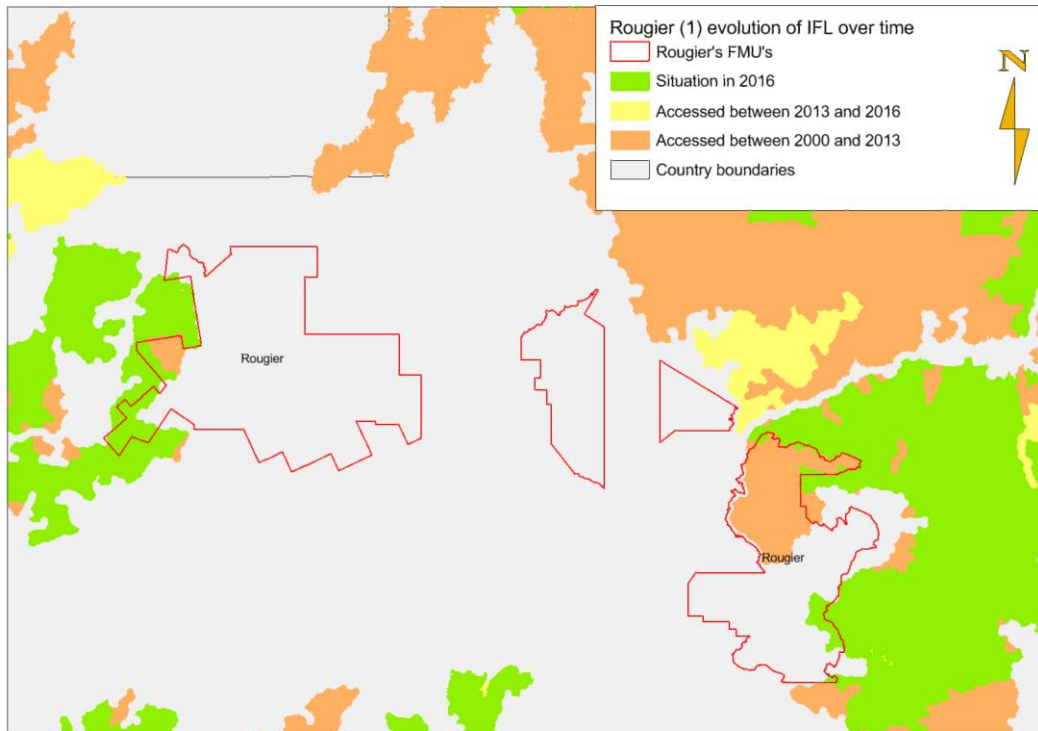 Rougier (1) evolution of IFL over time
N
Rougier's FMU's
Situation in 2016
Accessed between 2013 and 2016
Accessed between 2000 and 2013
Country boundaries
Rougier
Rougier